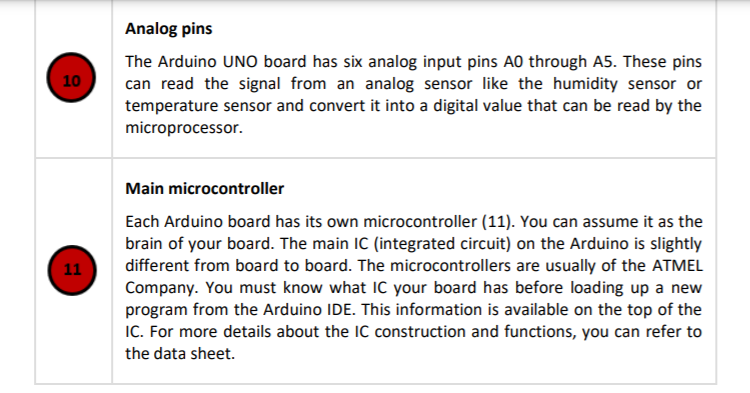 Analog pins
10
The Arduino UNO board has six analog input pins A0 through A5. These pins
can read the signal from an analog sensor like the humidity sensor or
temperature sensor and convert it into a digital value that can be read by the
microprocessor.
Main microcontroller
11
Each Arduino board has its own microcontroller (11). You can assume it as the
brain of your board. The main IC (integrated circuit) on the Arduino is slightly
different from board to board. The microcontrollers are usually of the ATMEL
Company. You must know what IC your board has before loading up a new
program from the Arduino IDE. This information is available on the top of the
IC. For more details about the IC construction and functions, you can refer to
the data sheet.